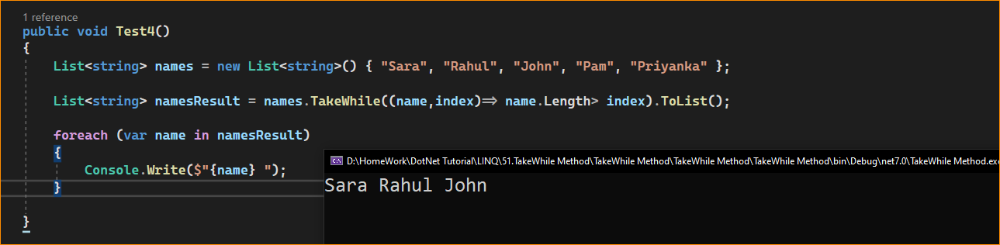 1 reference
public void Test4()
{
List<string> names = new List<string>() { "Sara", "Rahul", "John", "Pam", "Priyanka" };
List<string> namesResult = names.TakeWhile((name,index)=> name.Length> index).ToList();
foreach (var name in namesResult)
{
Console.Write($"{name} ");
}
}
D:\HomeWork\DotNet Tutorial\LINQ\51.TakeWhile Method\TakeWhile Method\TakeWhile Method\TakeWhile Method\bin\Debug\net7.0\TakeWhile Method.exe
Sara Rahul John